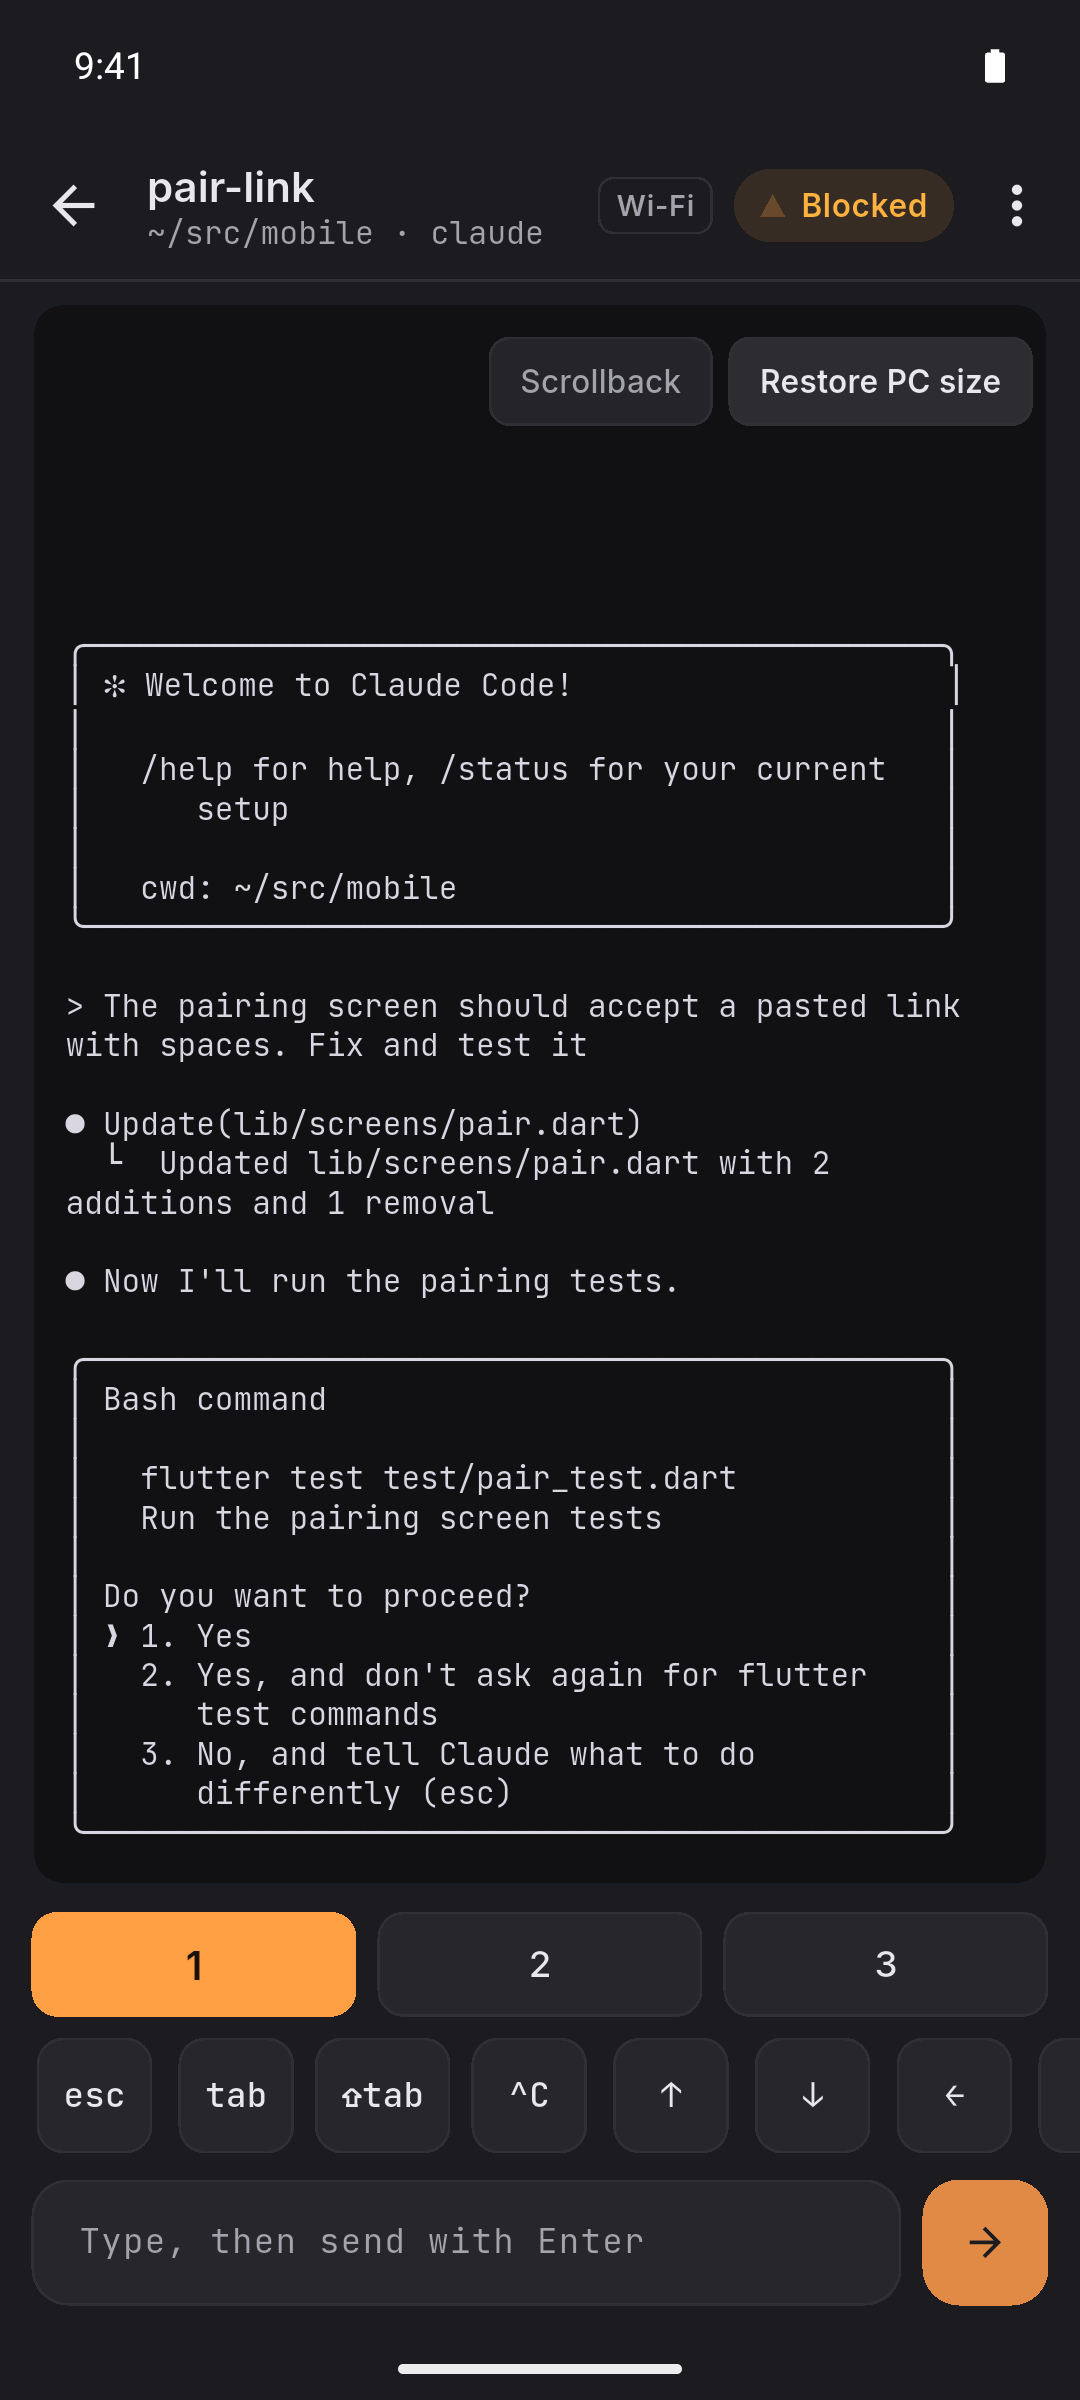 9:41
pair-link
~/src/mobile · claude
Wi-Fi
Blocked
Scrollback
Restore PC size
✻ Welcome to Claude Code!
/help for help, /status for your current
setup
cwd: ~/src/mobile
> The pairing screen should accept a pasted link
with spaces. Fix and test it
● Update(lib/screens/pair.dart)
└ Updated lib/screens/pair.dart with 2
additions and 1 removal
● Now I'll run the pairing tests.
Bash command
flutter test test/pair_test.dart
Run the pairing screen tests
Do you want to proceed?
❯ 1. Yes
2. Yes, and don't ask again for flutter
test commands
3. No, and tell Claude what to do
differently (esc)
1
2
3
esc
tab
⇧tab
^C
↑
↓
←
Type, then send with Enter
→